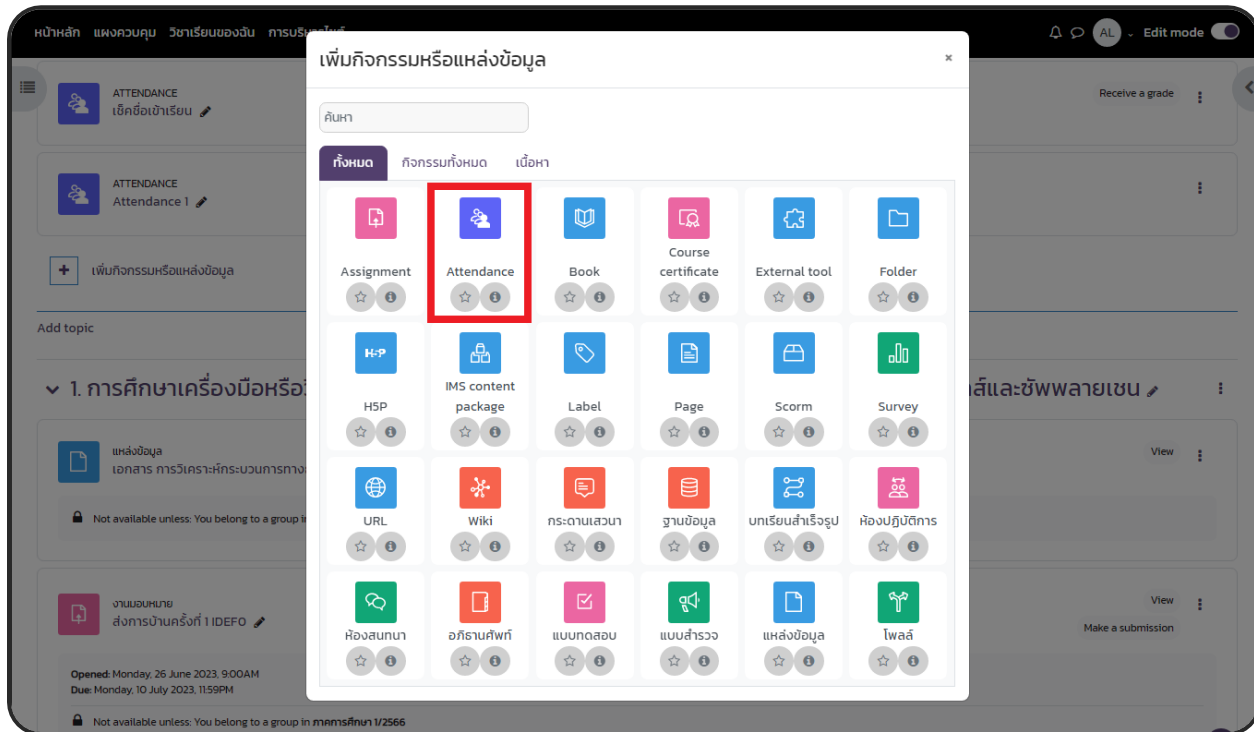 หน้าหลัก แผงควบคุม วิชาเรียนของฉัน การบริหารไซต์
AL Edit mode
เพิ่มกิจกรรมหรือแหล่งข้อมูล
×
ATTENDANCE
เช็คชื่อเข้าเรียน
Receive a grade
ค้นหา
ทั้งหมด กิจกรรมทั้งหมด เนื้อหา
ATTENDANCE
Attendance 1
เพิ่มกิจกรรมหรือแหล่งข้อมูล
Add topic
Assignment Attendance Book Course certificate External tool Folder
H5P
H5P IMS content package Label Page Scorm Survey
URL Wiki กระดานเสวนา ฐานข้อมูล บทเรียนสำเร็จรูป ห้องปฏิบัติการ
ห้องสนทนา อภิธานศัพท์ แบบทดสอบ แบบสำรวจ แหล่งข้อมูล โพลล์
1. การศึกษาเครื่องมือหรือ
ส์และซัพพลายเชน
แหล่งข้อมูล
เอกสาร การวิเคราะห์กระบวนการทาง
View
Not available unless: You belong to a group in
งานมอบหมาย
ส่งการบ้านครั้งที่ 1 IDEF0
View
Make a submission
Opened: Monday, 26 June 2023, 9:00AM
Due: Monday, 10 July 2023, 11:59PM
Not available unless: You belong to a group in ภาคการศึกษา 1/2566